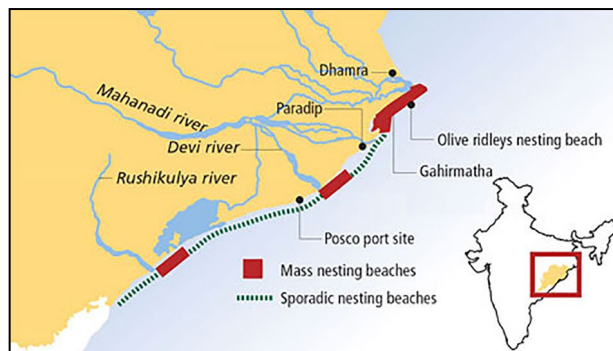 Dhamra
Mahanadi river
Paradip
Devi river
Olive ridleys nesting beach
Rushikulya river
Gahirmatha
Posco port site
Mass nesting beaches
Sporadic nesting beaches